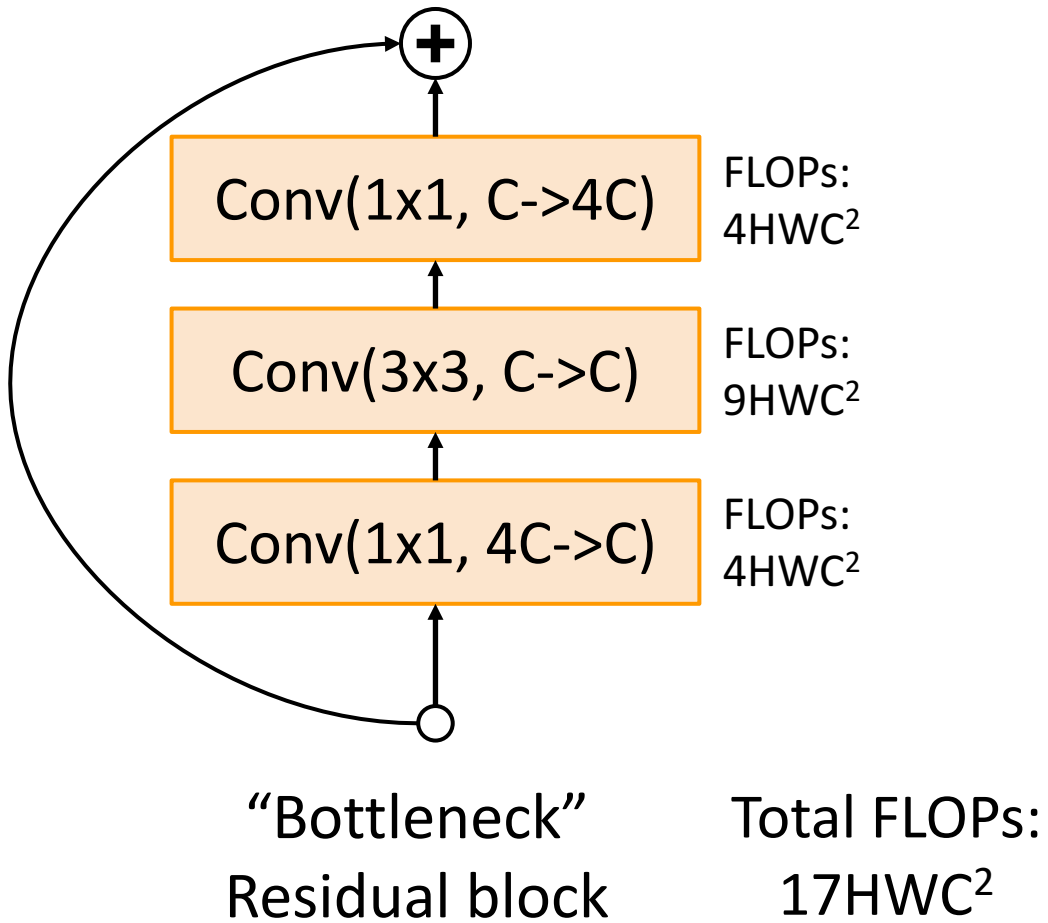 +
Conv(1x1, C->4C)
FLOPs:
4HWC²
Conv(3x3, C->C)
FLOPs:
9HWC²
Conv(1x1, 4C->C)
FLOPs:
4HWC²
“Bottleneck”
Residual block
Total FLOPs:
17HWC²